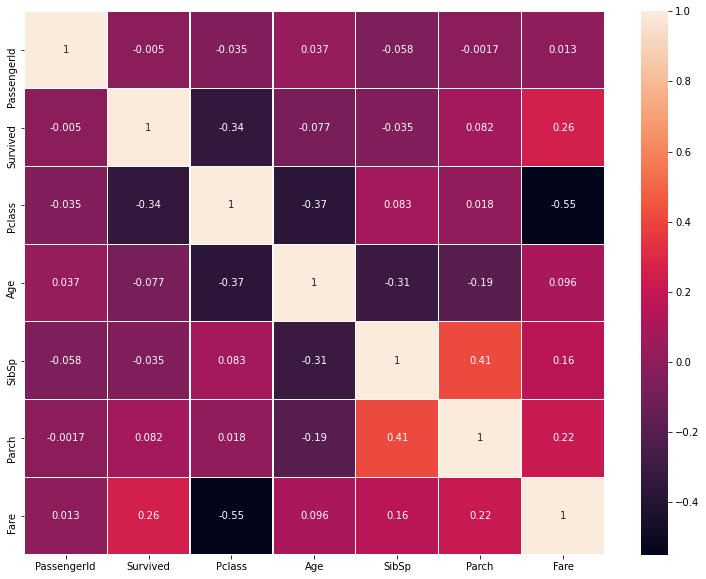 PassengerId 1 -0.005 -0.035 0.037 -0.058 -0.0017 0.013
Survived -0.005 1 -0.34 -0.077 -0.035 0.082 0.26
Pclass -0.035 -0.34 1 -0.37 0.083 0.018 -0.55
Age 0.037 -0.077 -0.37 1 -0.31 -0.19 0.096
SibSp -0.058 -0.035 0.083 -0.31 1 0.41 0.16
Parch -0.0017 0.082 0.018 -0.19 0.41 1 0.22
Fare 0.013 0.26 -0.55 0.096 0.16 0.22 1
PassengerId Survived Pclass Age SibSp Parch Fare
1.0
0.8
0.6
0.4
0.2
0.0
−0.2
−0.4